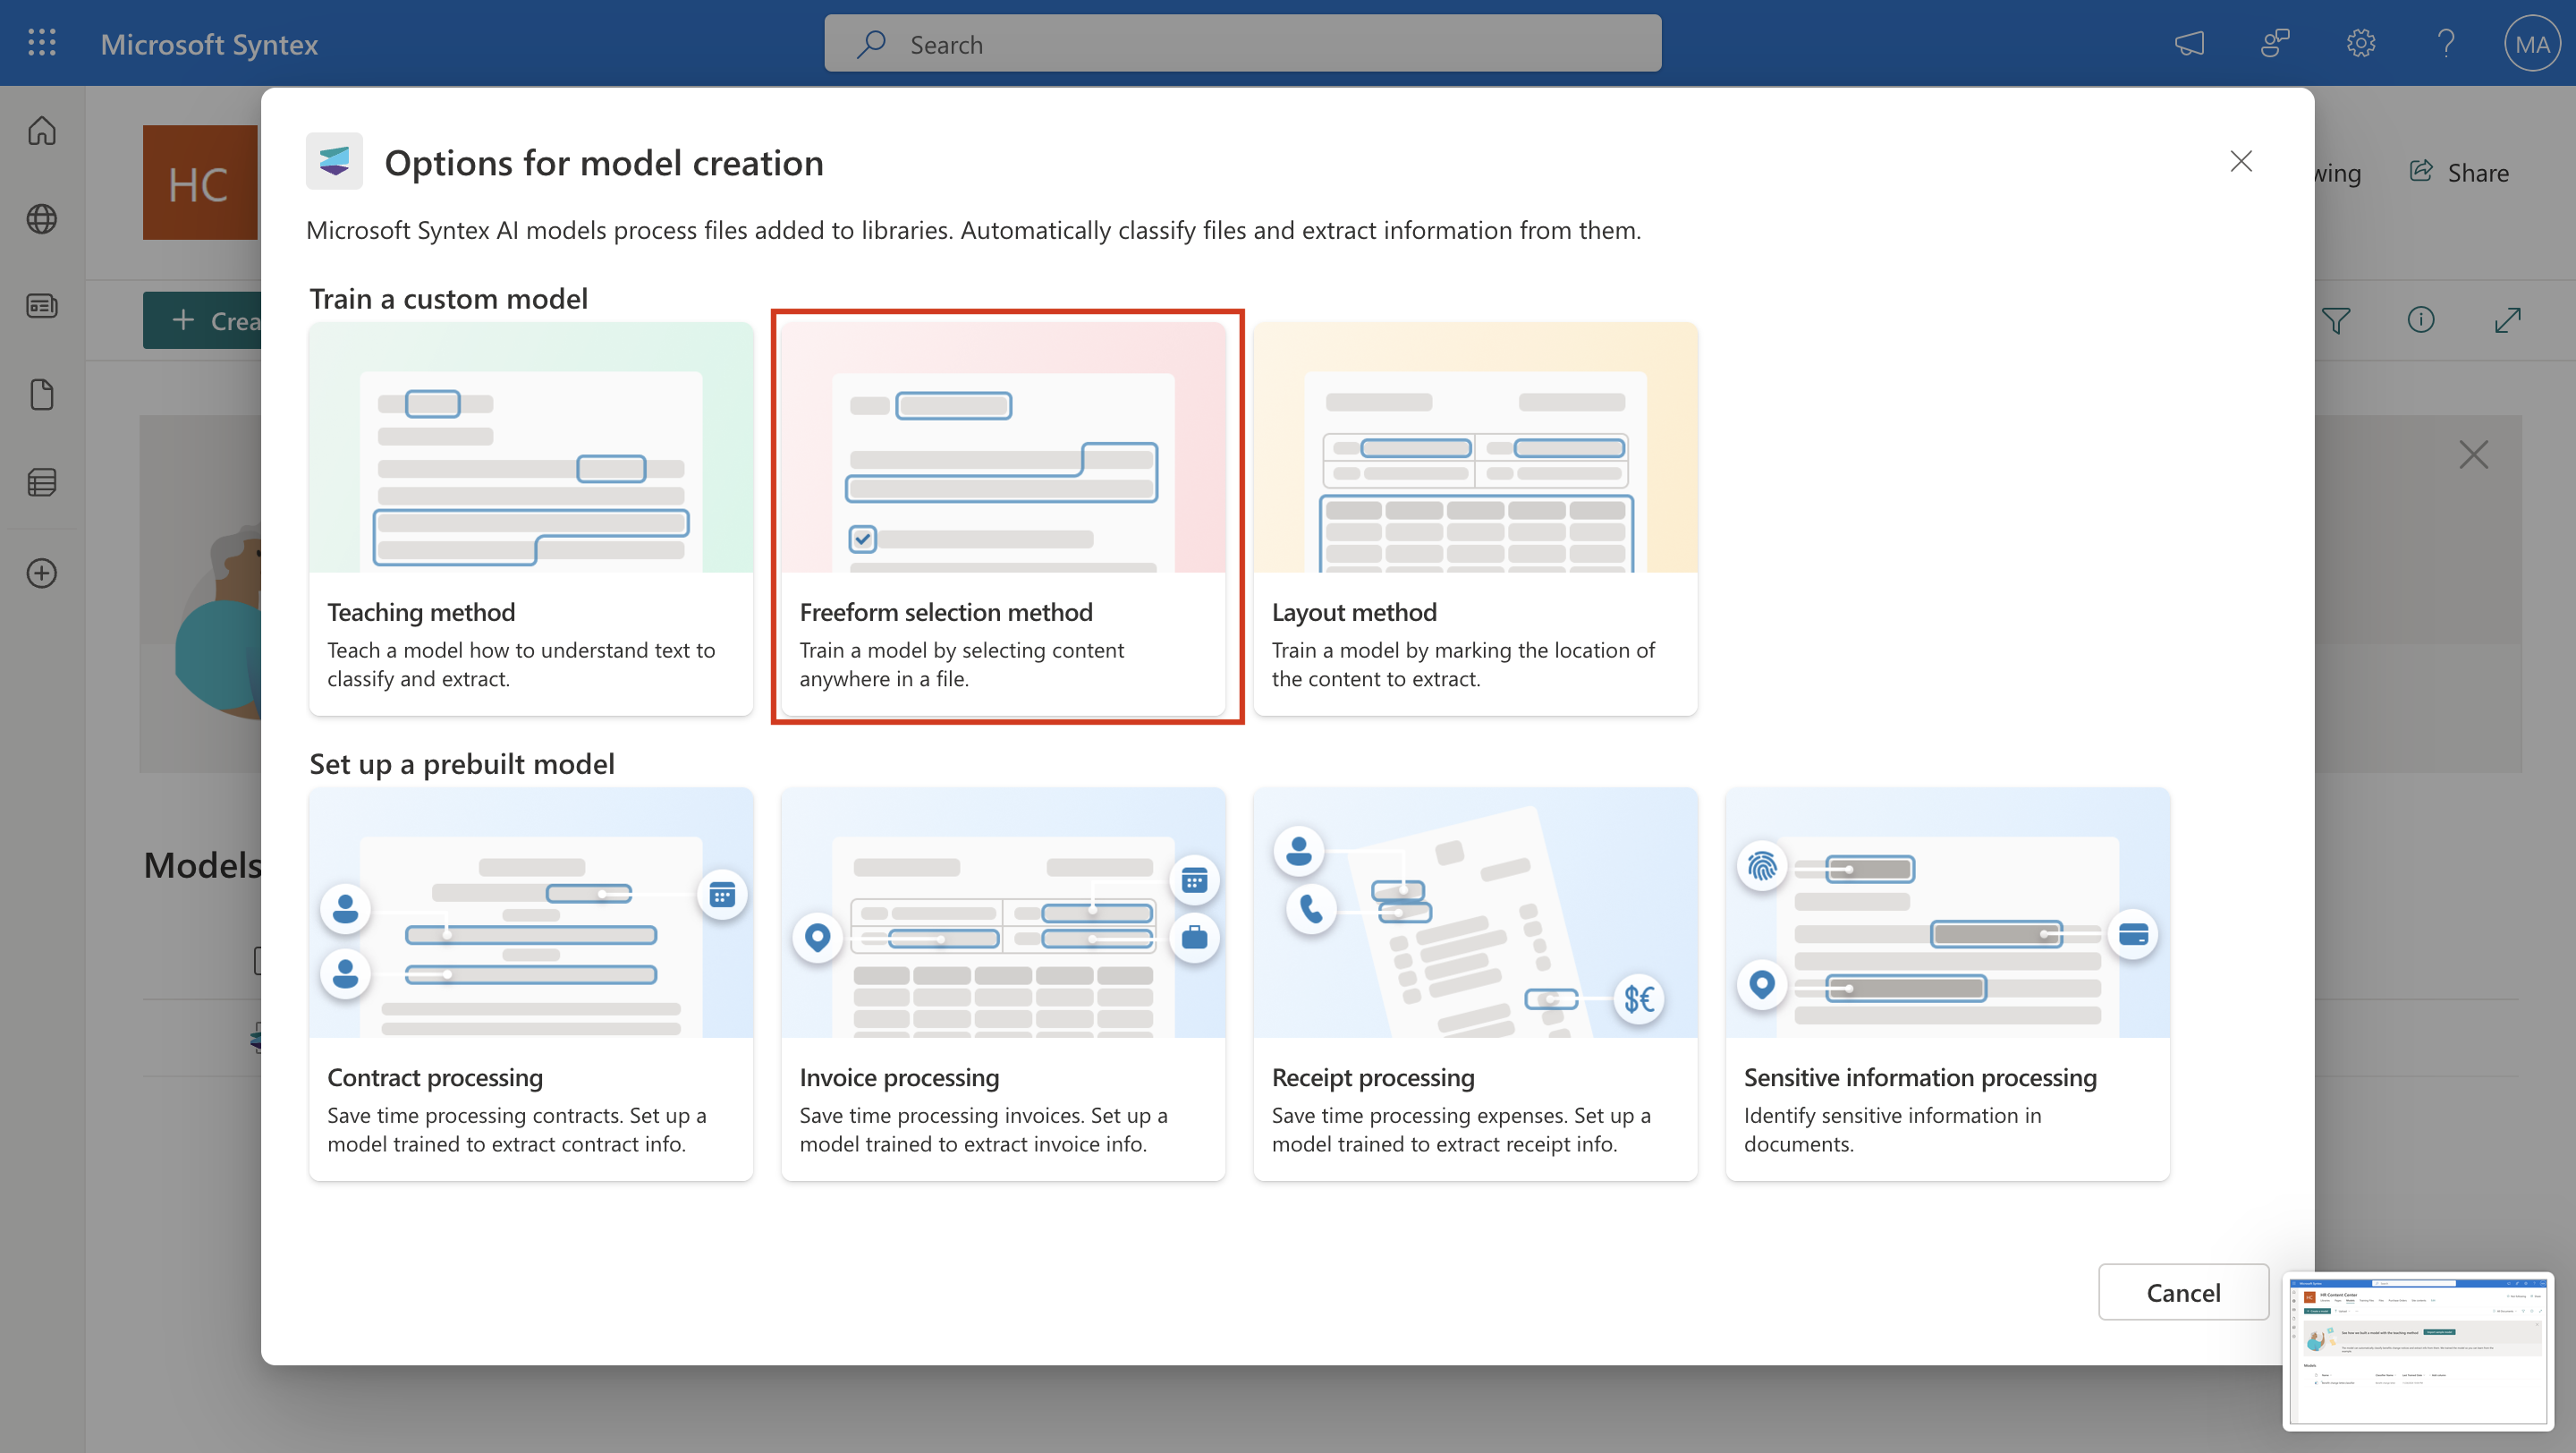 Microsoft Syntex
Search
MA
HC
Options for model creation
wing
Share
Microsoft Syntex AI models process files added to libraries. Automatically classify files and extract information from them.
+ Crea
Train a custom model
Teaching method
Teach a model how to understand text to
classify and extract.
Freeform selection method
Train a model by selecting content
anywhere in a file.
Layout method
Train a model by marking the location of
the content to extract.
Set up a prebuilt model
Models
$€
Contract processing
Save time processing contracts. Set up a
model trained to extract contract info.
Invoice processing
Save time processing invoices. Set up a
model trained to extract invoice info.
Receipt processing
Save time processing expenses. Set up a
model trained to extract receipt info.
Sensitive information processing
Identify sensitive information in
documents.
Cancel
HR Content Center